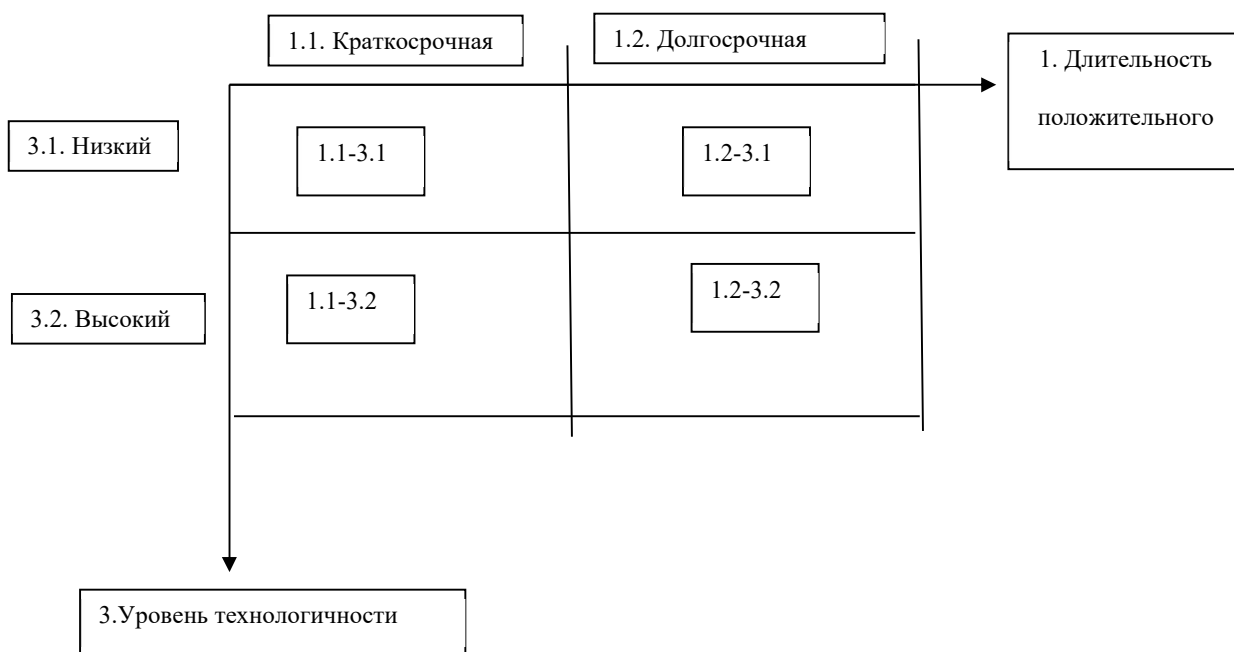 1.1. Краткосрочная
1.2. Долгосрочная
1. Длительность
положительного
3.1. Низкий
1.1-3.1
1.2-3.1
3.2. Высокий
1.1-3.2
1.2-3.2
3.Уровень технологичности